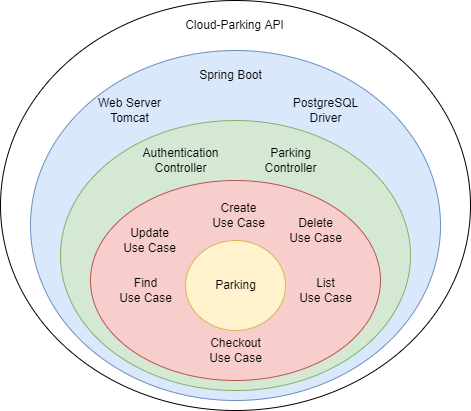 Cloud-Parking API
Spring Boot
Web Server
Tomcat
PostgreSQL
Driver
Authentication
Controller
Parking
Controller
Create
Use Case
Update
Use Case
Delete
Use Case
Find
Use Case
Parking
List
Use Case
Checkout
Use Case